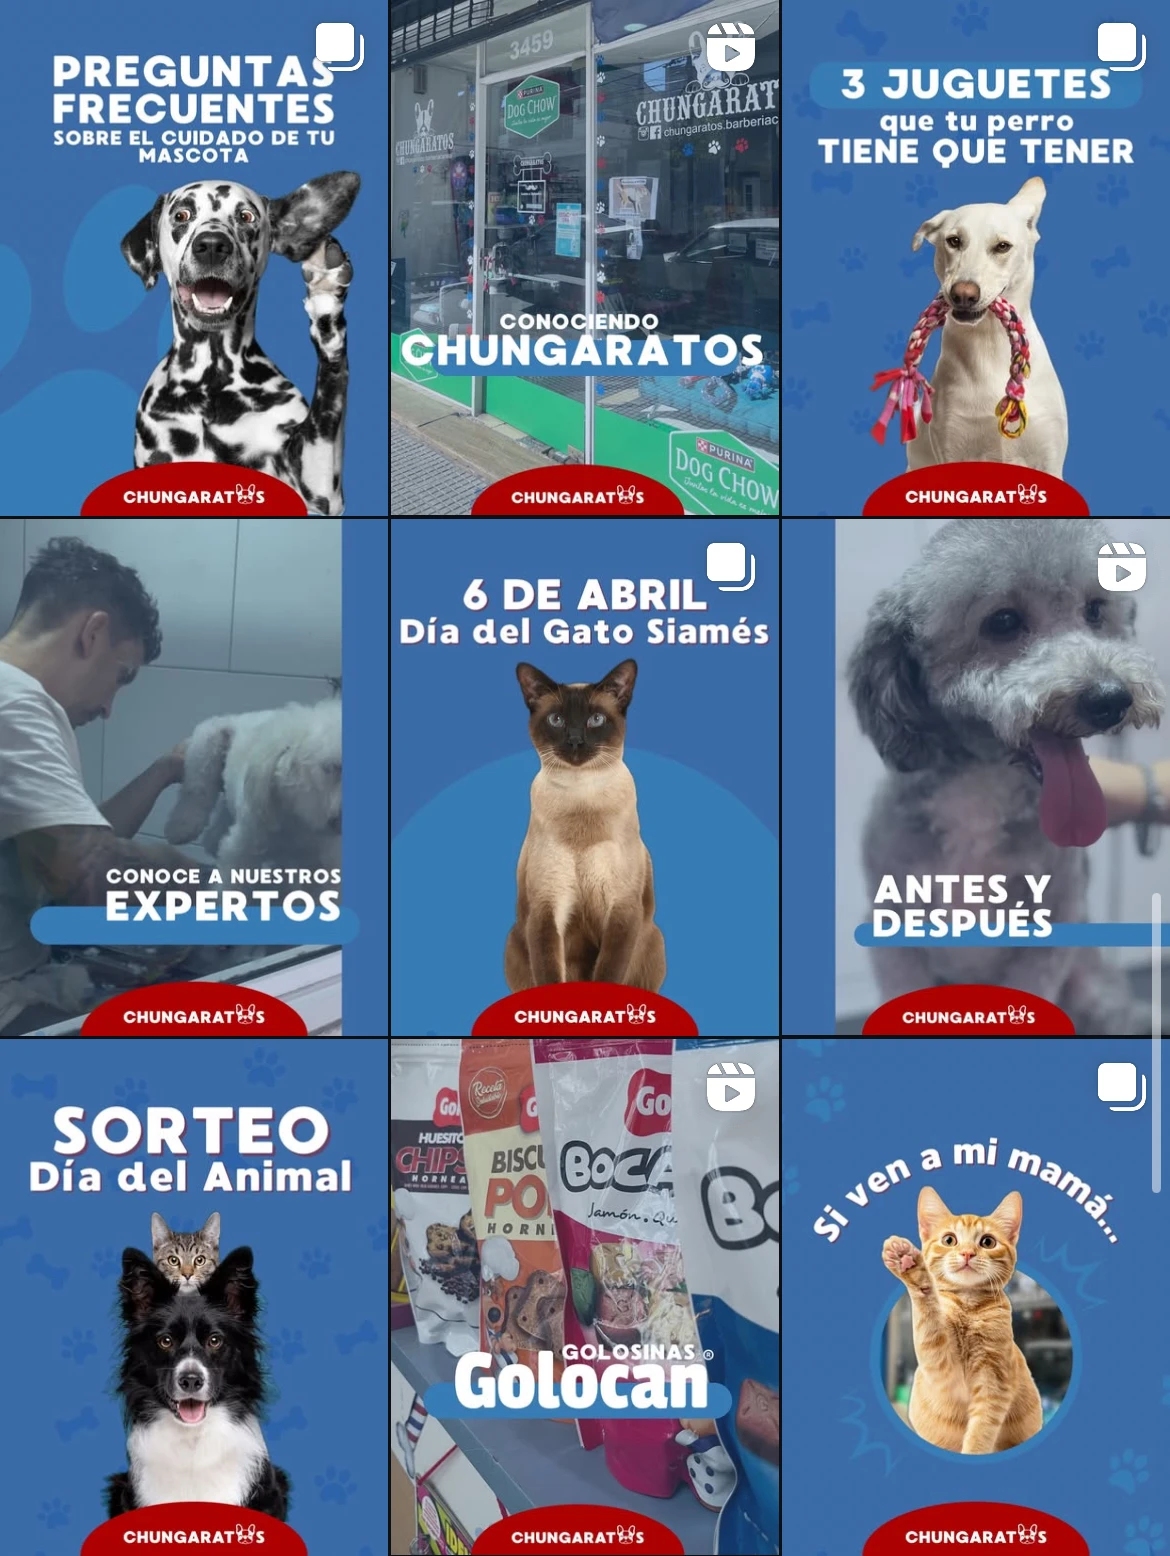 PREGUNTAS
FRECUENTES
SOBRE EL CUIDADO DE TU
MASCOTA
CHUNGARATOS
3459
PURINA
DOG CHOW
CHUNGARATOS
CHUNGARAT
chungaratos.barberiac
CONOCIENDO
CHUNGARATOS
PURINA
DOG CHOW
CHUNGARATOS
3 JUGUETES
que tu perro
TIENE QUE TENER
CHUNGARATOS
CONOCE A NUESTROS
EXPERTOS
CHUNGARATOS
6 DE ABRIL
Día del Gato Siamés
CHUNGARATOS
ANTES Y
DESPUÉS
CHUNGARATOS
SORTEO
Día del Animal
CHUNGARATOS
Receta
Go
HUESITO
CHIPS
HORNEA
BISCU
PO
HORN
Go
BOCA
Jamón, Qu
GOLOSINAS ®
Golocan
CHUNGARATOS
Si ven a mi mamá...
CHUNGARATOS